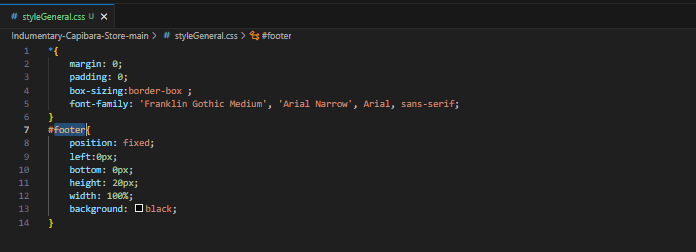 # styleGeneral.css U ×
Indumentary-Capibara-Store-main > # styleGeneral.css > #footer
1 *{
2 margin: 0;
3 padding: 0;
4 box-sizing:border-box ;
5 font-family: 'Franklin Gothic Medium', 'Arial Narrow', Arial, sans-serif;
6 }
7 #footer{
8 position: fixed;
9 left:0px;
10 bottom: 0px;
11 height: 20px;
12 width: 100%;
13 background: black;
14 }